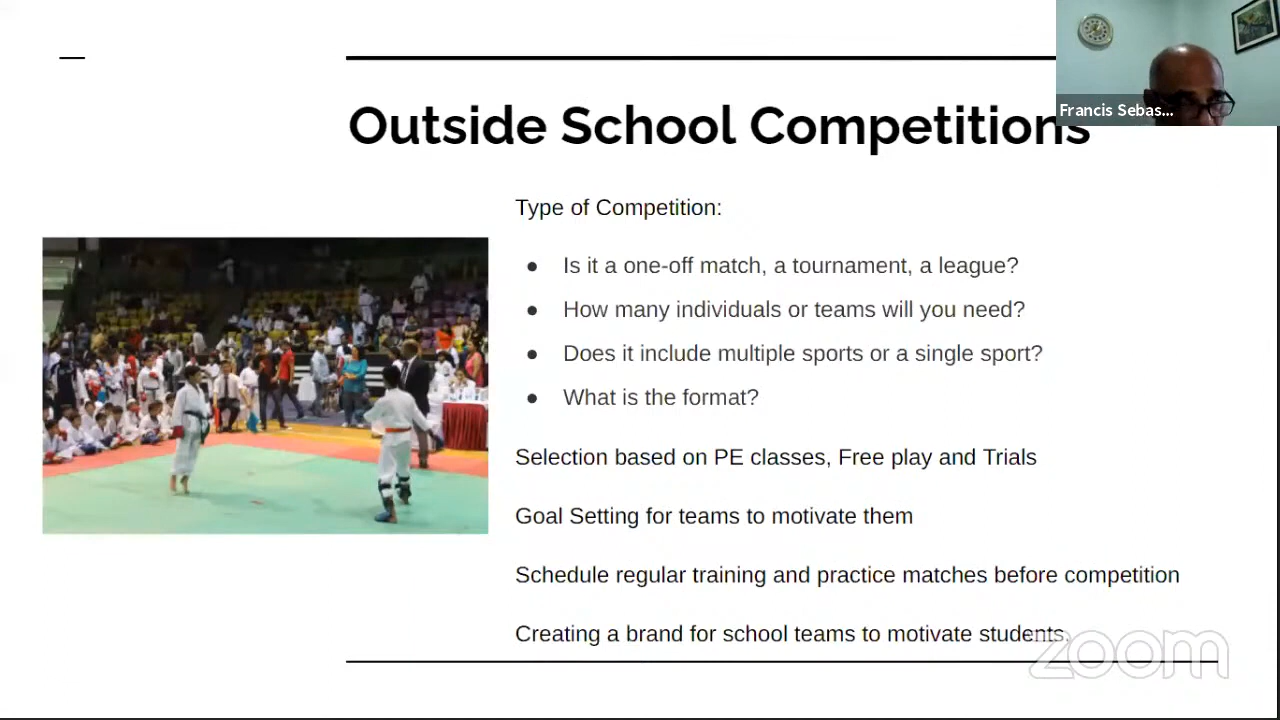 Francis Sebas...
Outside School Competitions
Type of Competition:
● Is it a one-off match, a tournament, a league?
● How many individuals or teams will you need?
● Does it include multiple sports or a single sport?
● What is the format?
Selection based on PE classes, Free play and Trials
Goal Setting for teams to motivate them
Schedule regular training and practice matches before competition
Creating a brand for school teams to motivate students.
zoom